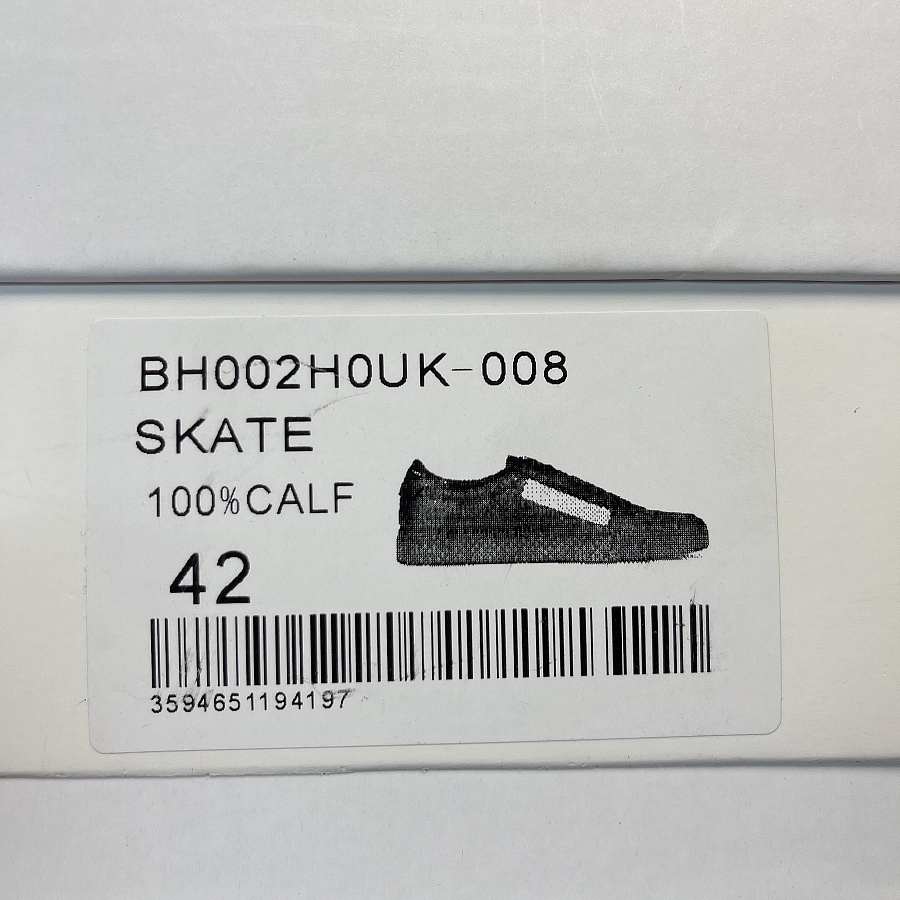 BH002H0UK-008
SKATE
100%CALF
42
3594651194197